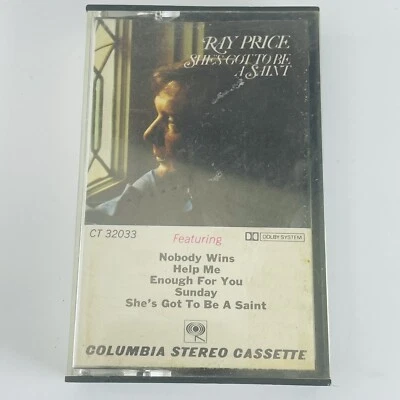 RAY PRICE
SHE'S GOT TO BE
A SAINT
CT 32033
Featuring
DOLBY SYSTEM
Nobody Wins
Help Me
Enough For You
Sunday
She's Got To Be A Saint
COLUMBIA STEREO CASSETTE